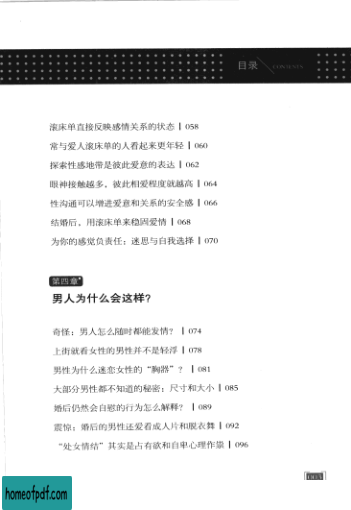 目录 CONTENTS
滚床单直接反映感情关系的状态 | 058
常与爱人滚床单的人看起来更年轻 | 060
探索性感地带是彼此爱意的表达 | 062
眼神接触越多，彼此相爱程度就越高 | 064
性沟通可以增进爱意和关系的安全感 | 066
结婚后，用滚床单来稳固爱情 | 068
为你的感觉负责任：迷思与自我选择 | 070
第四章
男人为什么会这样？
奇怪：男人怎么随时都能发情？ | 074
上街就看女性的男性并不是轻浮 | 078
男性为什么迷恋女性的“胸器”？ | 081
大部分男性都不知道的秘密：尺寸和大小 | 085
婚后仍然会自慰的行为怎么解释？ | 089
震惊：婚后的男性还爱看成人片和脱衣舞 | 092
“处女情结”其实是占有欲和自卑心理作祟 | 096
homeofpdf.com